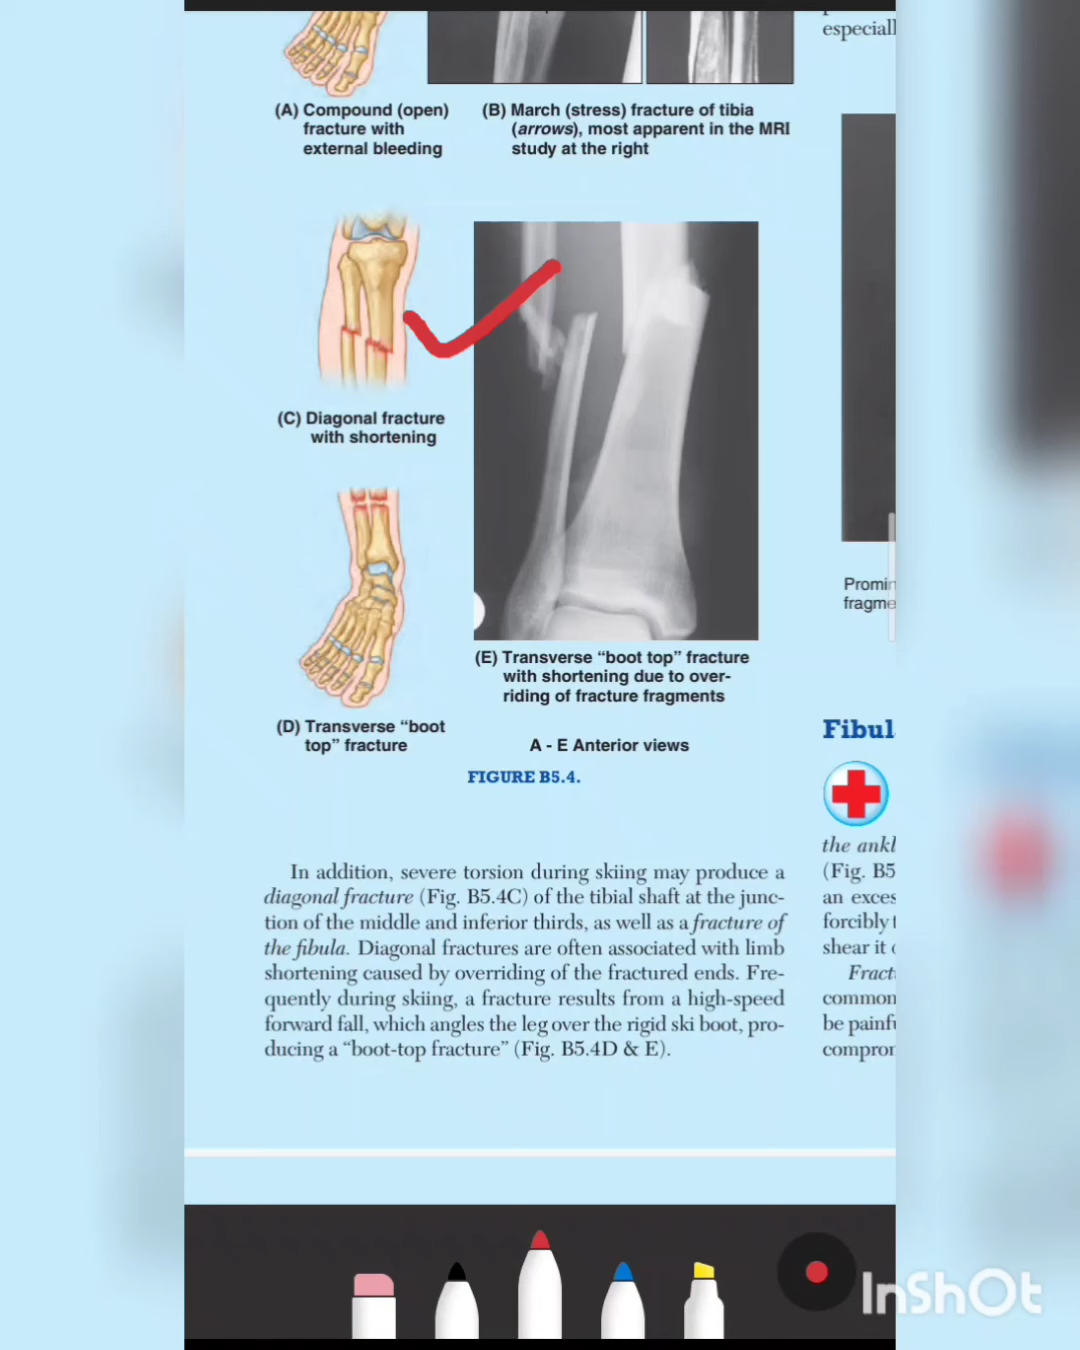 especiall
(A) Compound (open)
fracture with
external bleeding
(B) March (stress) fracture of tibia
(arrows), most apparent in the MRI
study at the right
(C) Diagonal fracture
with shortening
(D) Transverse “boot
top” fracture
(E) Transverse “boot top” fracture
with shortening due to over-
riding of fracture fragments
A - E Anterior views
FIGURE B5.4.
In addition, severe torsion during skiing may produce a
diagonal fracture (Fig. B5.4C) of the tibial shaft at the junc-
tion of the middle and inferior thirds, as well as a fracture of
the fibula. Diagonal fractures are often associated with limb
shortening caused by overriding of the fractured ends. Fre-
quently during skiing, a fracture results from a high-speed
forward fall, which angles the leg over the rigid ski boot, pro-
ducing a “boot-top fracture” (Fig. B5.4D & E).
Promin
fragme
Fibul
the ankl
(Fig. B5
an exces
forcibly t
shear it
Fract
common
be painfu
compror
InShOt